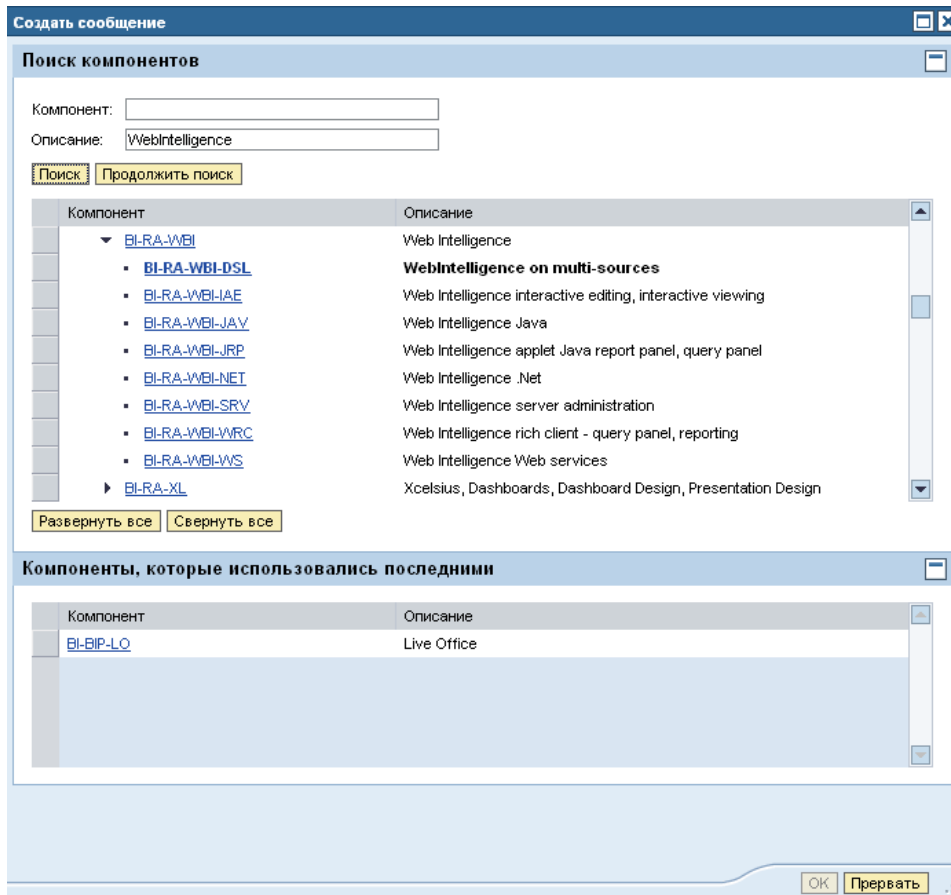 Создать сообщение
Поиск компонентов
Компонент:
Описание: WebIntelligence
Поиск Продолжить поиск
Компонент Описание
BI-RA-WBI Web Intelligence
BI-RA-WBI-DSL WebIntelligence on multi-sources
BI-RA-WBI-IAE Web Intelligence interactive editing, interactive viewing
BI-RA-WBI-JAV Web Intelligence Java
BI-RA-WBI-JRP Web Intelligence applet Java report panel, query panel
BI-RA-WBI-NET Web Intelligence .Net
BI-RA-WBI-SRV Web Intelligence server administration
BI-RA-WBI-WRC Web Intelligence rich client - query panel, reporting
BI-RA-WBI-WS Web Intelligence Web services
BI-RA-XL Xcelsius, Dashboards, Dashboard Design, Presentation Design
Развернуть все Свернуть все
Компоненты, которые использовались последними
Компонент Описание
BI-BIP-LO Live Office
OK Прервать